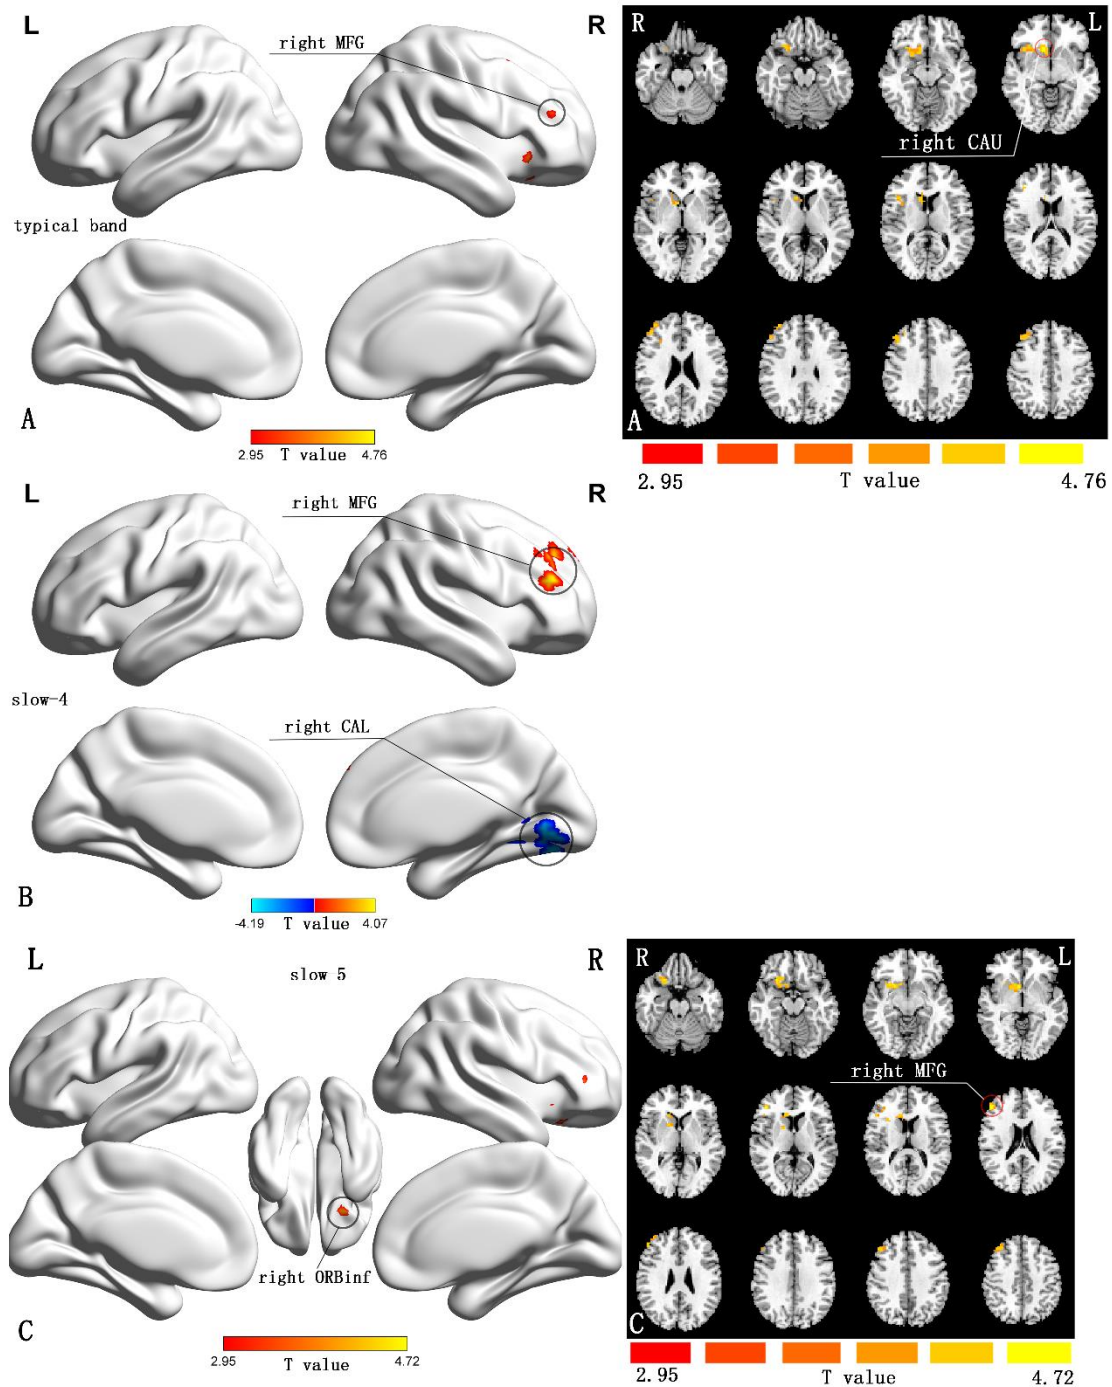 L
R
right MFG
typical band
A
2.95 T value 4.76
R
L
right CAU
A
2.95 T value 4.76
L
R
right MFG
slow-4
right CAL
B
-4.19 T value 4.07
L
slow 5
R
right ORBinf
C
2.95 T value 4.72
R
L
right MFG
C
2.95 T value 4.72